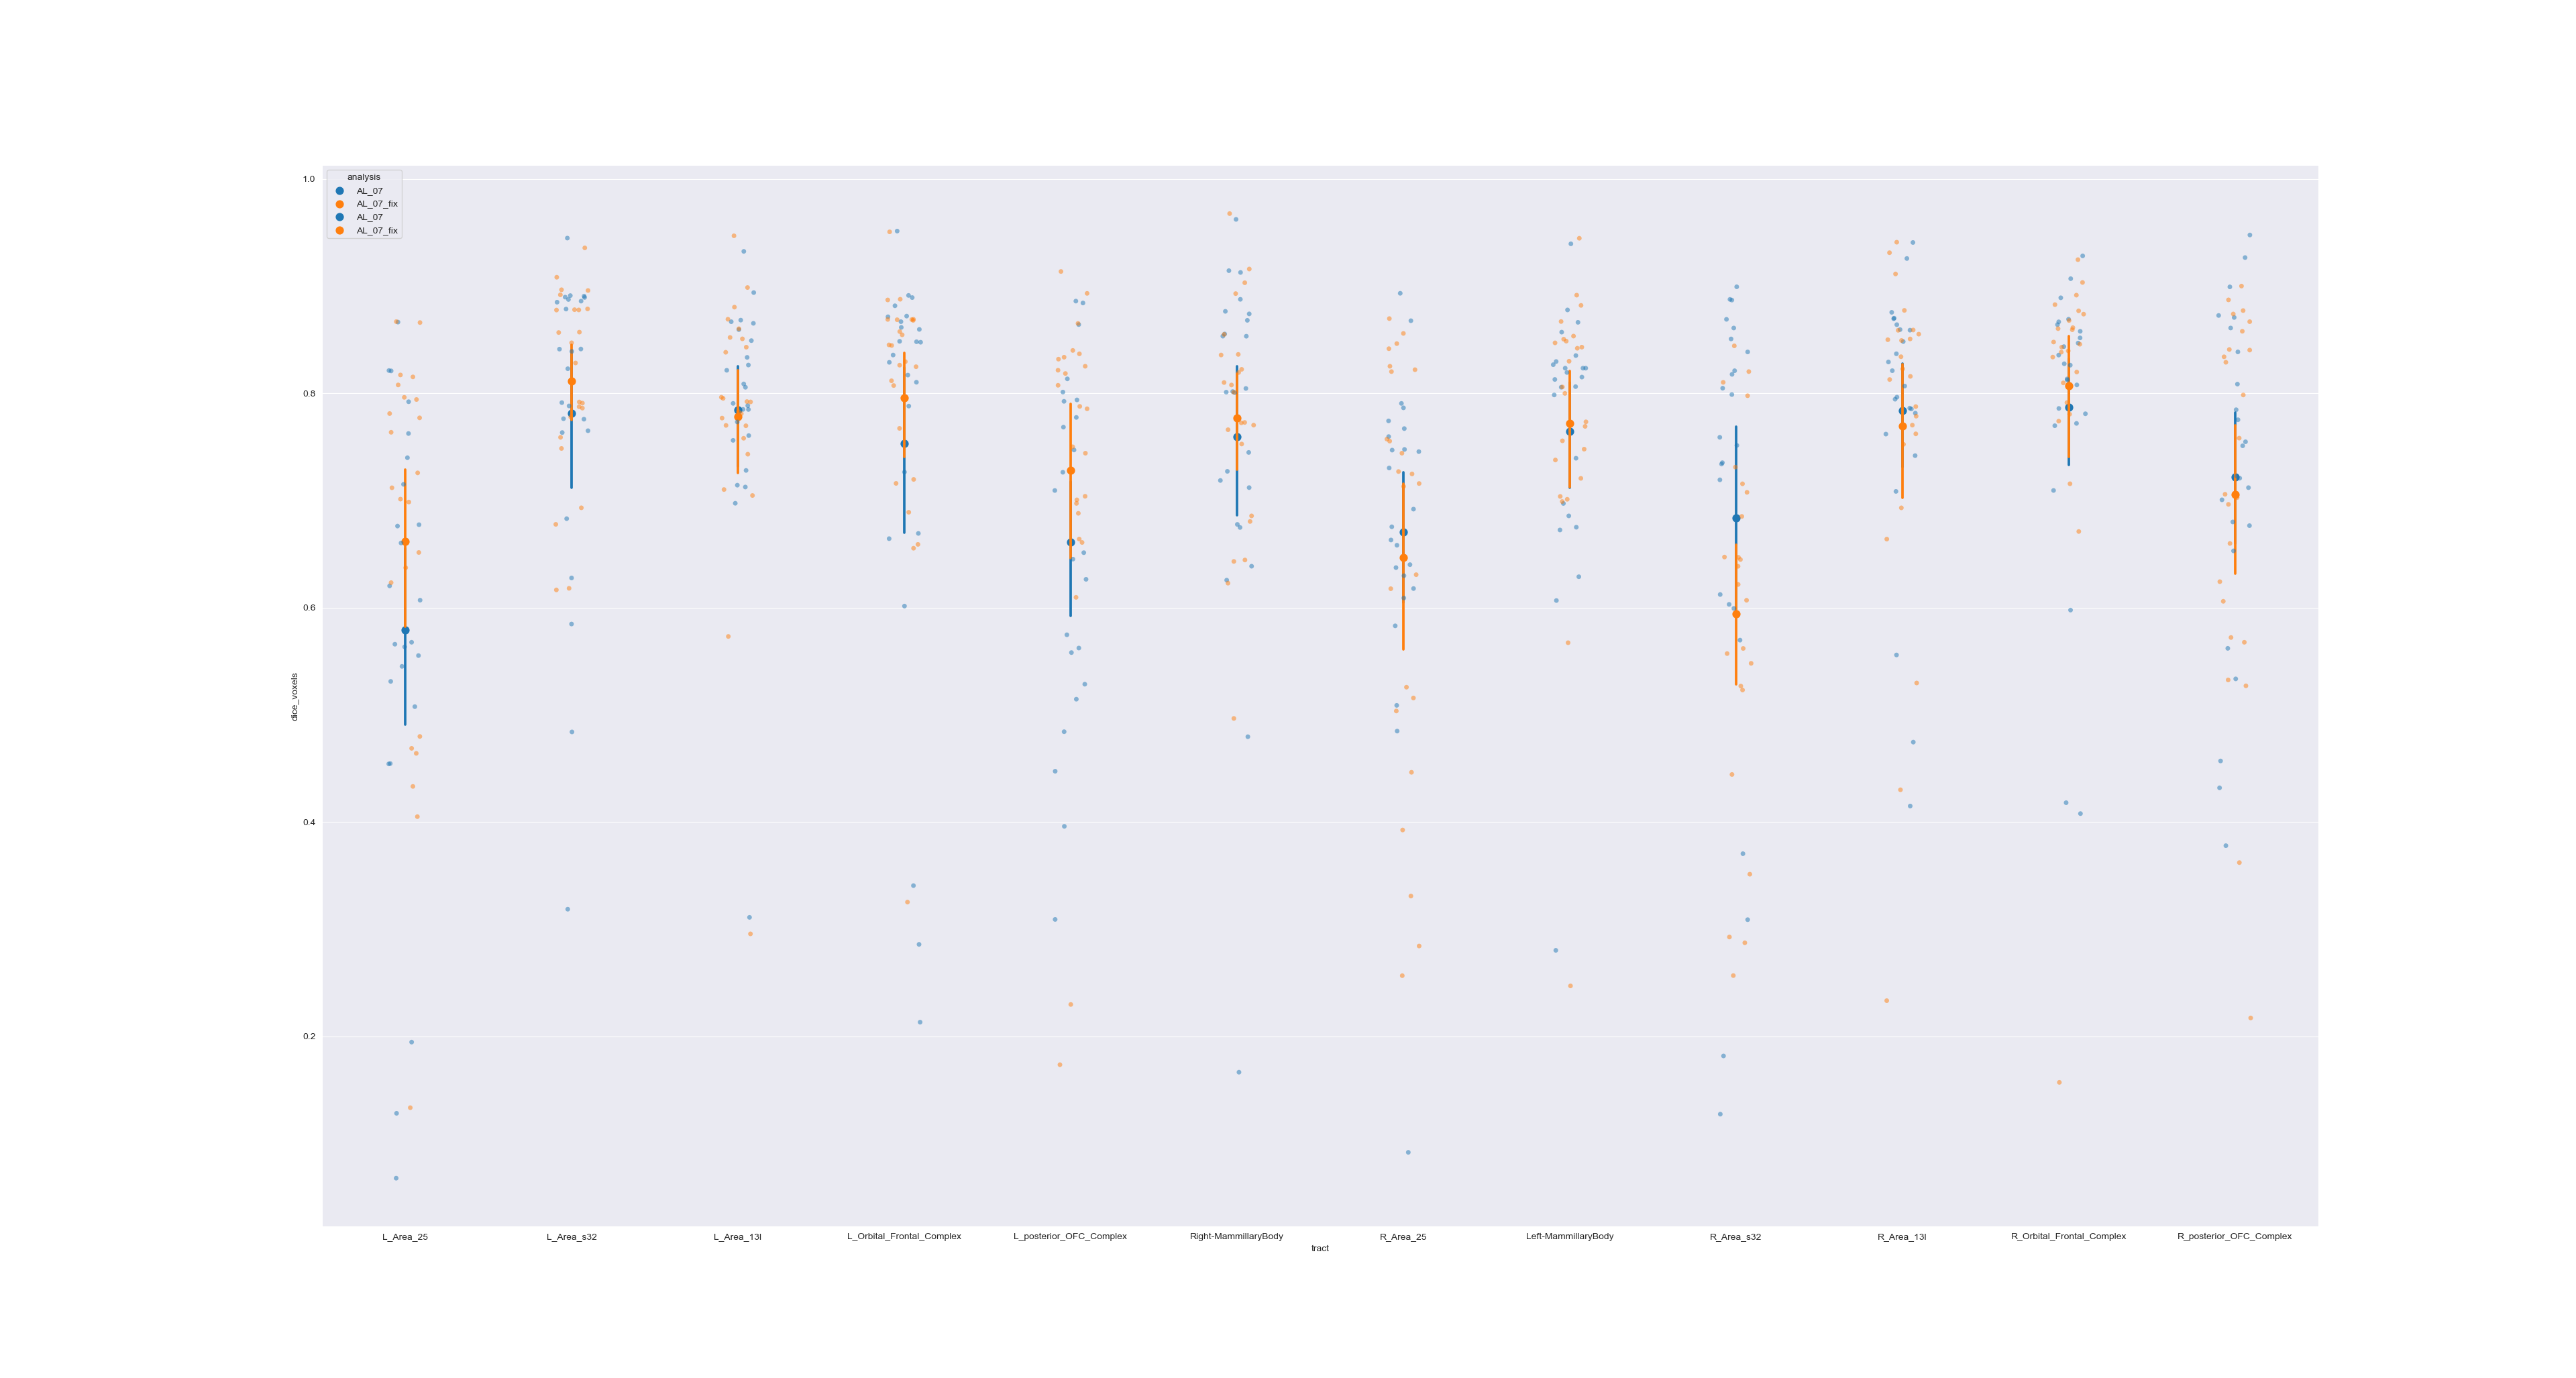 analysis
AL_07
AL_07_fix
AL_07
AL_07_fix
1.0
0.8
0.6
0.4
0.2
dice_voxels
L_Area_25
L_Area_s32
L_Area_13l
L_Orbital_Frontal_Complex
L_posterior_OFC_Complex
Right-MammillaryBody
R_Area_25
Left-MammillaryBody
R_Area_s32
R_Area_13l
R_Orbital_Frontal_Complex
R_posterior_OFC_Complex
tract